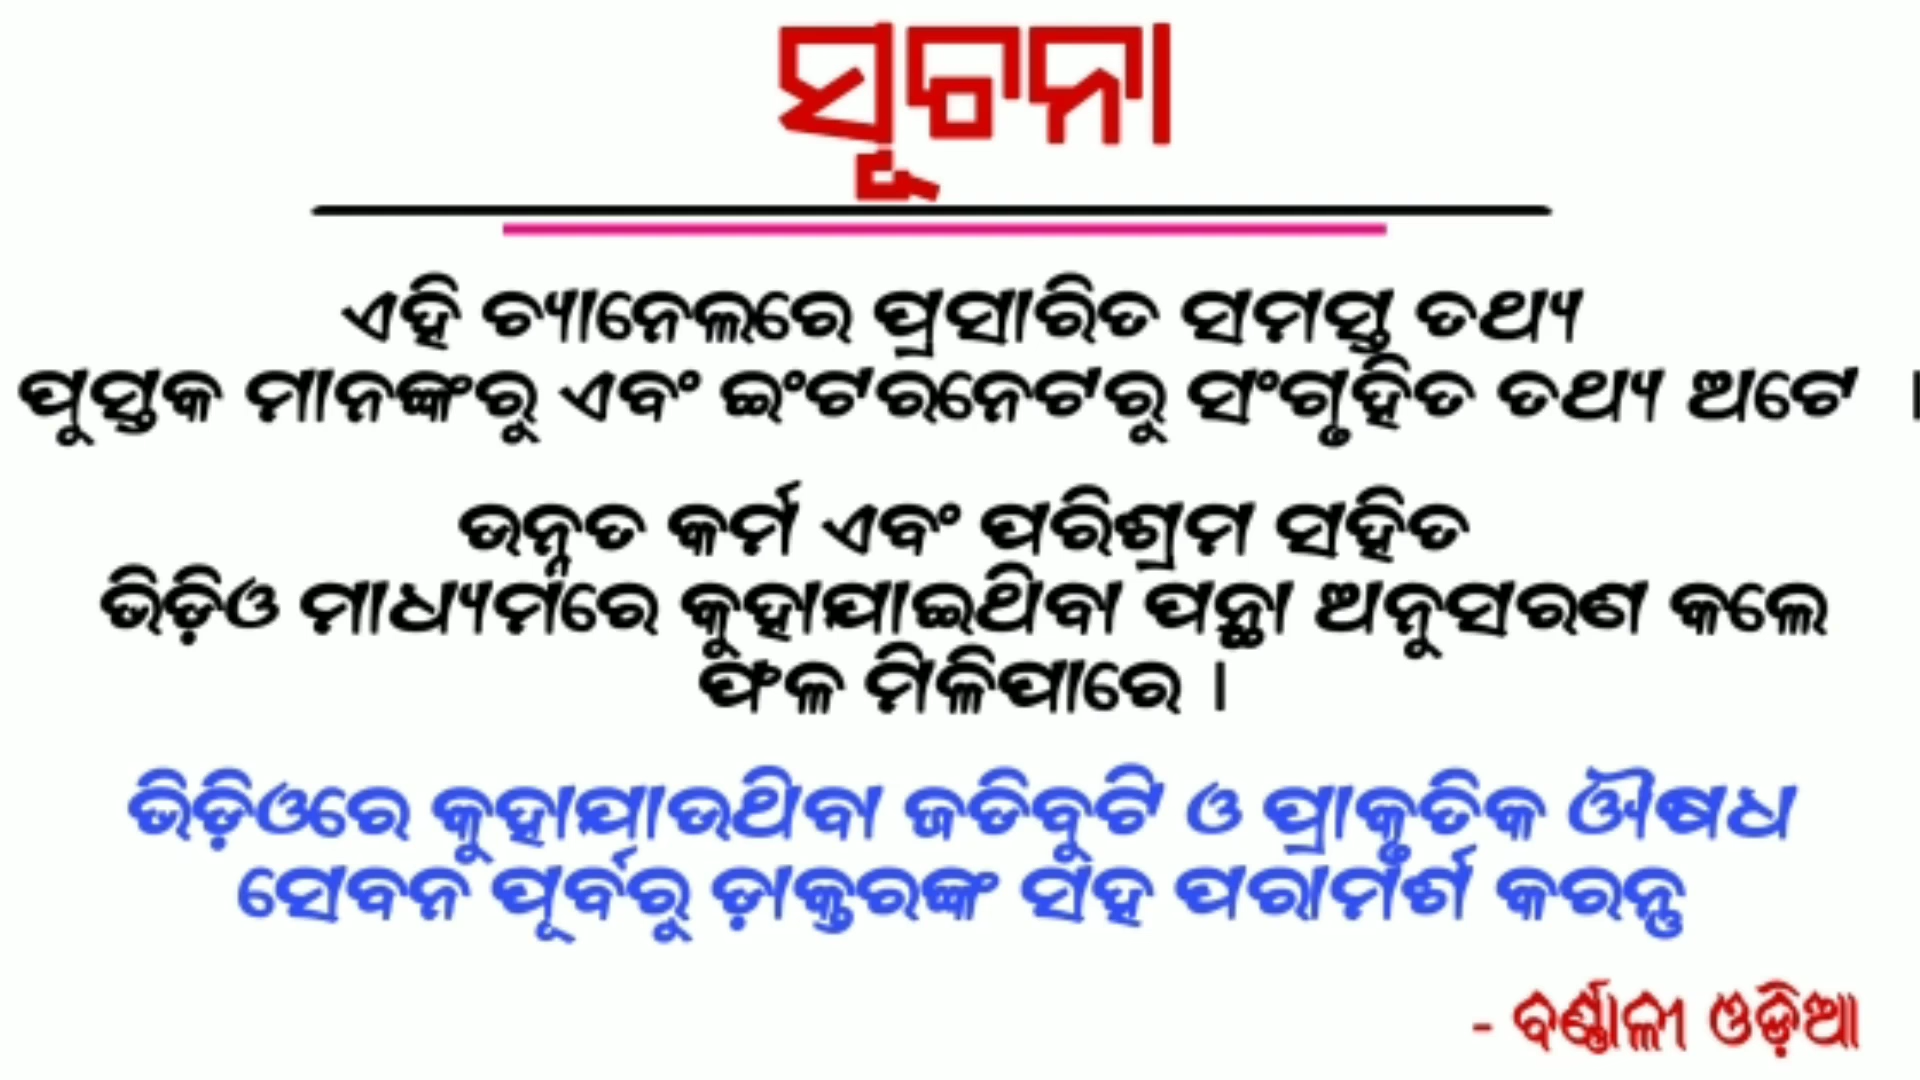 ସୂଚନା
ଏହି ଚ୍ୟାନେଲରେ ପ୍ରସାରିତ ସମସ୍ତ ତଥ୍ୟ
ପୁସ୍ତକ ମାନଙ୍କରୁ ଏବଂ ଇଂଟରନେଟରୁ ସଂଗୃହିତ ତଥ୍ୟ ଅଟେ ।
ଉନ୍ନତ କର୍ମ ଏବଂ ପରିଶ୍ରମ ସହିତ
ଭିଡ଼ିଓ ମାଧ୍ୟମରେ କୁହାଯାଇଥିବା ପନ୍ଥା ଅନୁସରଣ କଲେ
ଫଳ ମିଳିପାରେ ।
ଭିଡ଼ିଓରେ କୁହାଯାଉଥିବା ଜଡିବୁଟି ଓ ପ୍ରାକୃତିକ ଔଷଧ
ସେବନ ପୂର୍ବରୁ ଡ଼ାକ୍ତରଙ୍କ ସହ ପରାମର୍ଶ କରନ୍ତୁ
- ବର୍ଣ୍ଣାଳୀ ଓଡ଼ିଆ